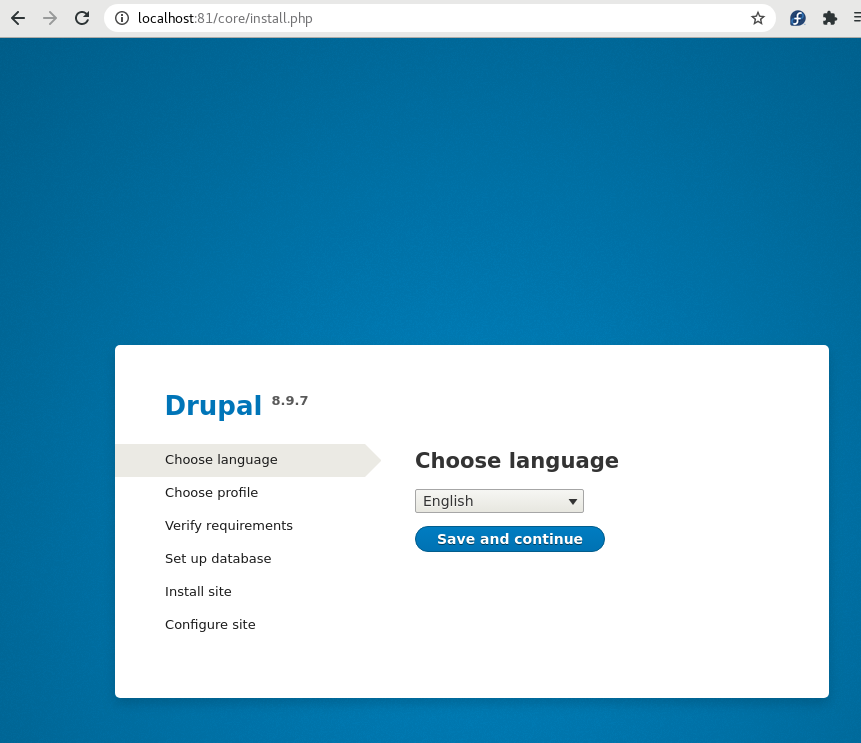 localhost:81/core/install.php
Drupal 8.9.7
Choose language
Choose profile
Verify requirements
Set up database
Install site
Configure site
Choose language
English
Save and continue